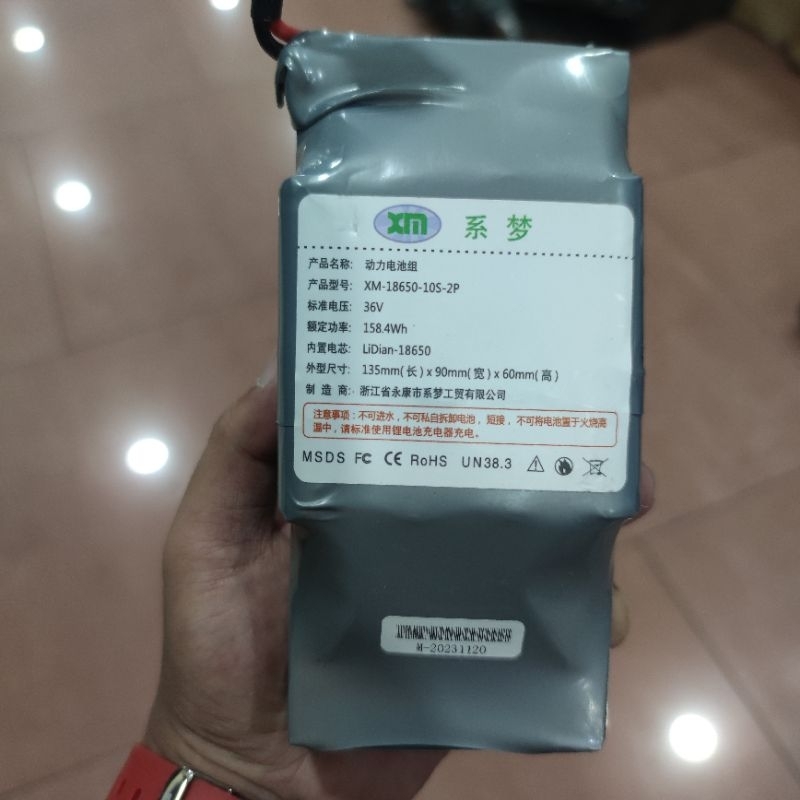 XM 系梦
产品名称: 动力电池组
产品型号: XM-18650-10S-2P
标准电压: 36V
额定功率: 158.4Wh
内置电芯: LiDian-18650
外型尺寸: 135mm(长) x 90mm(宽) x 60mm(高)
制 造 商: 浙江省永康市系梦工贸有限公司
注意事项: 不可进水，不可私自拆卸电池，短接，不可将电池置于火烧高
漏中，请标准使用锂电池充电器充电。
MSDS FC CE RoHS UN38.3
M-20231120